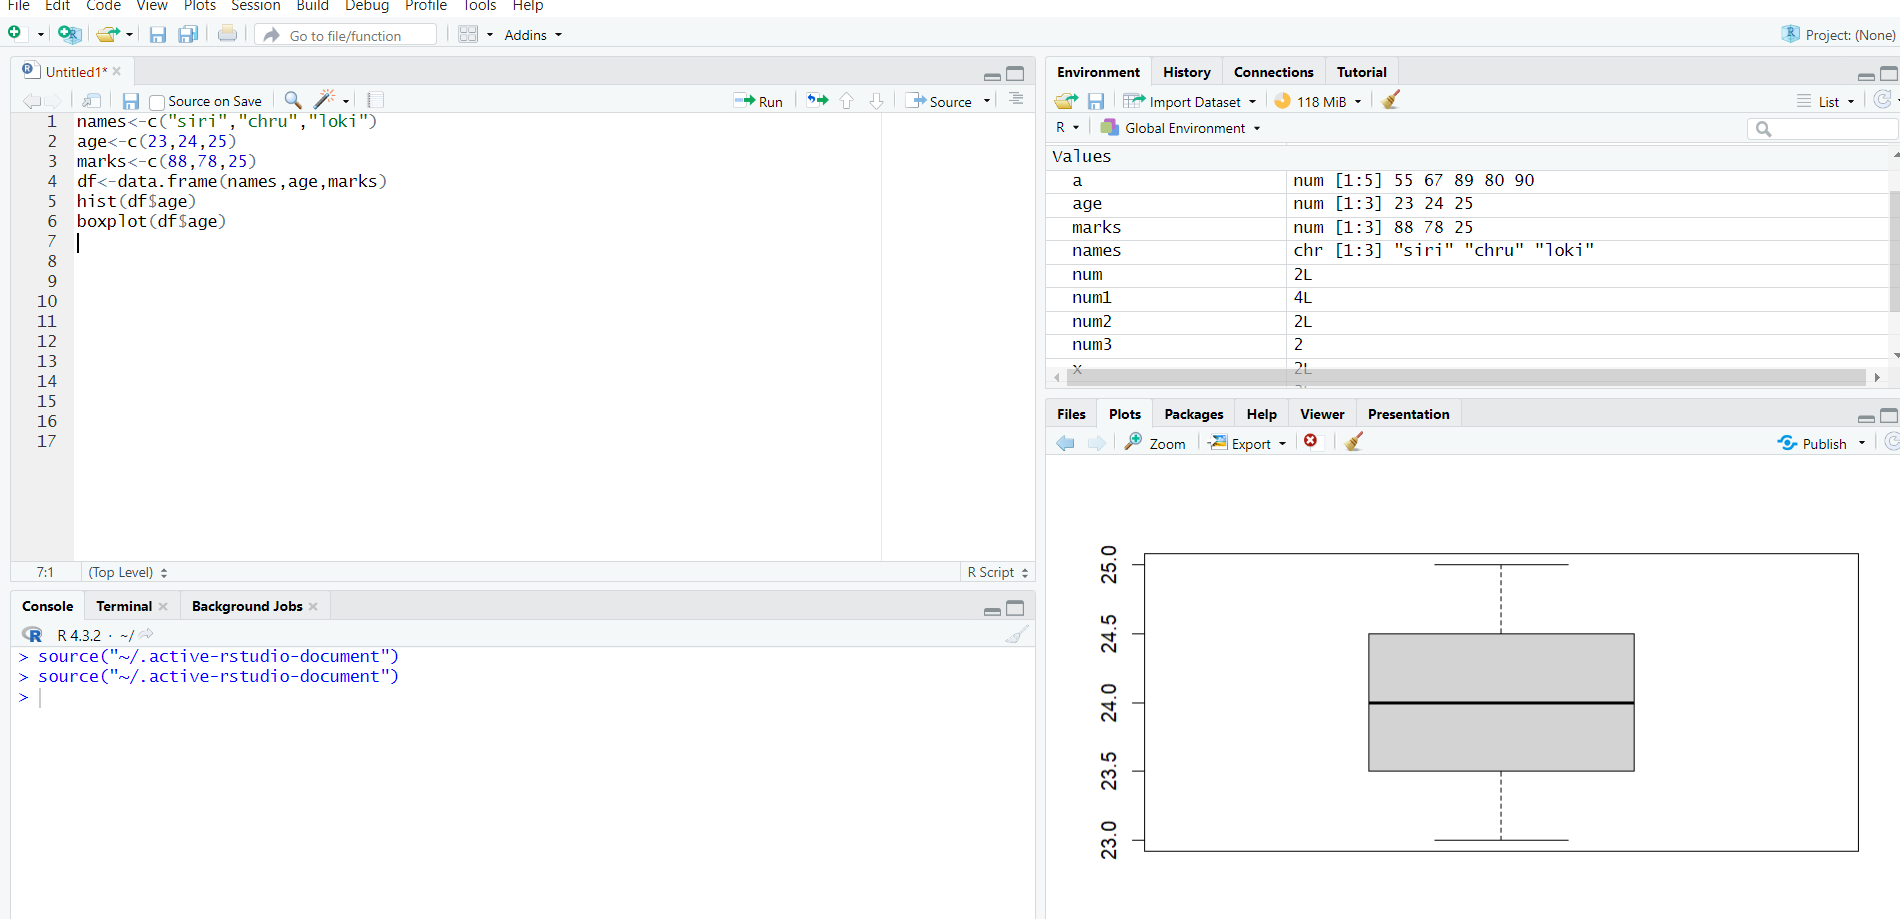 File Edit Code View Plots Session Build Debug Profile Tools Help
Go to file/function Addins Project: (None)
Untitled1*
Source on Save Run Source
1 names<-c("siri","chru","loki")
2 age<-c(23,24,25)
3 marks<-c(88,78,25)
4 df<-data.frame(names,age,marks)
5 hist(df$age)
6 boxplot(df$age)
7
8
9
10
11
12
13
14
15
16
17
7:1 (Top Level) R Script
Console Terminal Background Jobs
R R 4.3.2 · ~/
> source("~/.active-rstudio-document")
> source("~/.active-rstudio-document")
>
Environment History Connections Tutorial
Import Dataset 118 MiB List
R Global Environment
Values
a num [1:5] 55 67 89 80 90
age num [1:3] 23 24 25
marks num [1:3] 88 78 25
names chr [1:3] "siri" "chru" "loki"
num 2L
num1 4L
num2 2L
num3 2
x 2L
Files Plots Packages Help Viewer Presentation
Zoom Export Publish
25.0
24.5
24.0
23.5
23.0